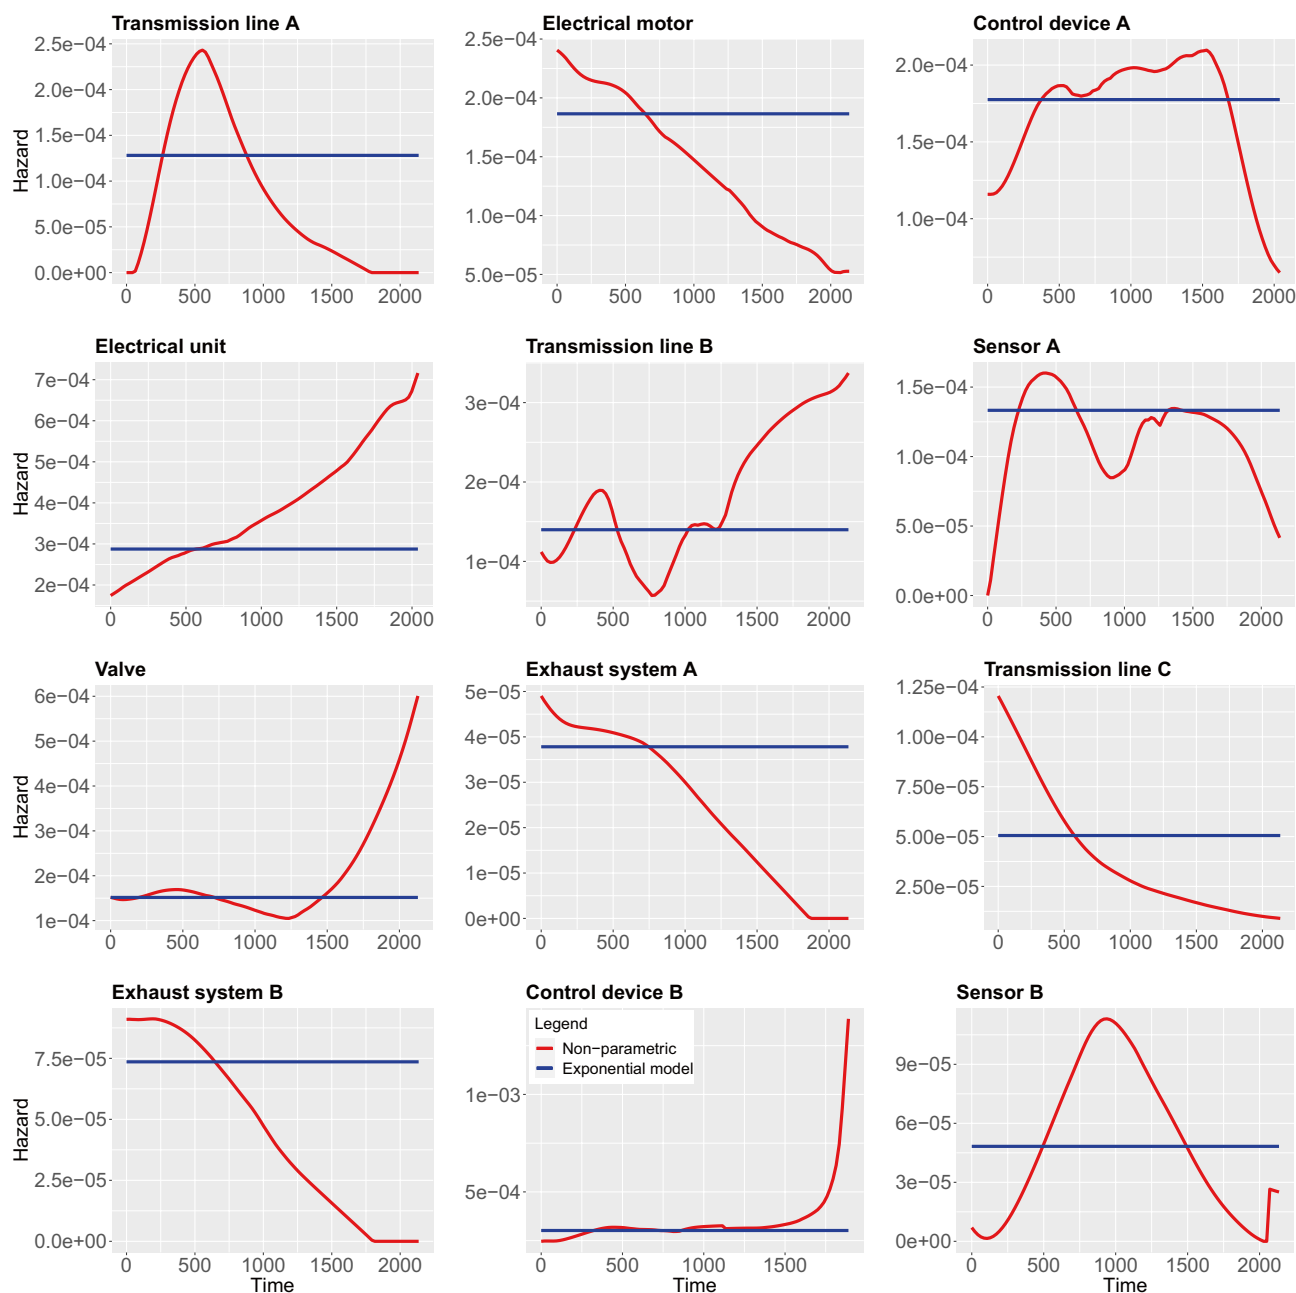 Transmission line A
Electrical motor
Control device A
2.5e−04
2.0e−04
1.5e−04
1.0e−04
5.0e−05
0.0e+00
Hazard
0 500 1000 1500 2000
2.5e−04
2.0e−04
1.5e−04
1.0e−04
5.0e−05
0 500 1000 1500 2000
2.0e−04
1.5e−04
1.0e−04
0 500 1000 1500 2000
Electrical unit
Transmission line B
Sensor A
7e−04
6e−04
5e−04
4e−04
3e−04
2e−04
Hazard
0 500 1000 1500 2000
3e−04
2e−04
1e−04
0 500 1000 1500 2000
1.5e−04
1.0e−04
5.0e−05
0.0e+00
0 500 1000 1500 2000
Valve
Exhaust system A
Transmission line C
6e−04
5e−04
4e−04
3e−04
2e−04
1e−04
Hazard
0 500 1000 1500 2000
5e−05
4e−05
3e−05
2e−05
1e−05
0e+00
0 500 1000 1500 2000
1.25e−04
1.00e−04
7.50e−05
5.00e−05
2.50e−05
0 500 1000 1500 2000
Exhaust system B
Control device B
Sensor B
7.5e−05
5.0e−05
2.5e−05
0.0e+00
Hazard
0 500 1000 1500 2000
Time
Legend
Non−parametric
Exponential model
1e−03
5e−04
0 500 1000 1500
Time
9e−05
6e−05
3e−05
0e+00
0 500 1000 1500 2000
Time